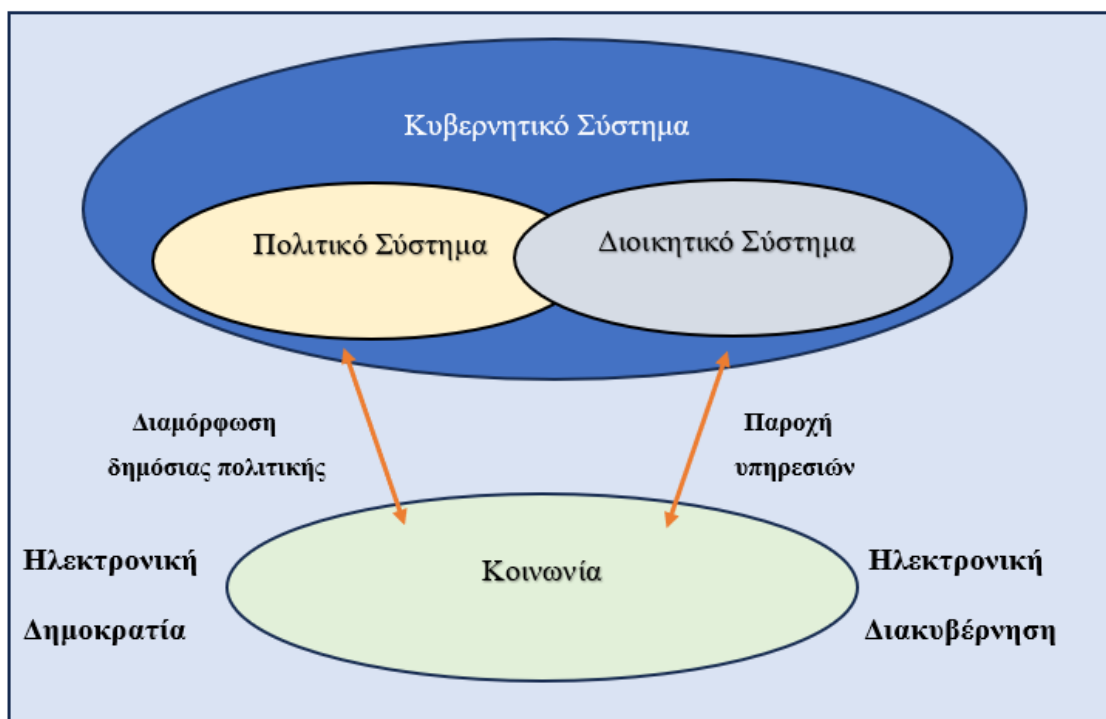 Κυβερνητικό Σύστημα
Πολιτικό Σύστημα
Διοικητικό Σύστημα
Διαμόρφωση
δημόσιας πολιτικής
Παροχή
υπηρεσιών
Ηλεκτρονική
Δημοκρατία
Κοινωνία
Ηλεκτρονική
Διακυβέρνηση